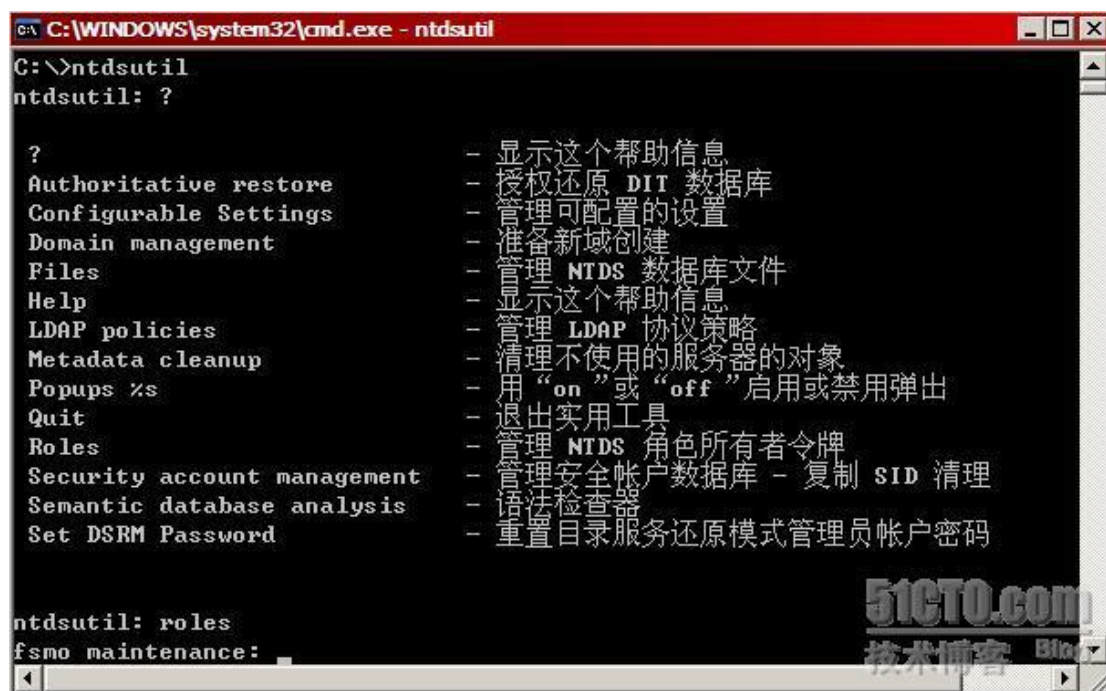 C:\WINDOWS\system32\cmd.exe - ntdsutil
C:\>ntdsutil
ntdsutil: ?
? - 显示这个帮助信息
Authoritative restore - 授权还原 DIT 数据库
Configurable Settings - 管理可配置的设置
Domain management - 准备新域创建
Files - 管理 NTDS 数据库文件
Help - 显示这个帮助信息
LDAP policies - 管理 LDAP 协议策略
Metadata cleanup - 清理不使用的服务器的对象
Popups %s - 用“on ”或“off ”启用或禁用弹出
Quit - 退出实用工具
Roles - 管理 NTDS 角色所有者令牌
Security account management - 管理安全帐户数据库 - 复制 SID 清理
Semantic database analysis - 语法检查器
Set DSRM Password - 重置目录服务还原模式管理员帐户密码
ntdsutil: roles
fsmo maintenance:
51CTO.com
技术博客 Blog